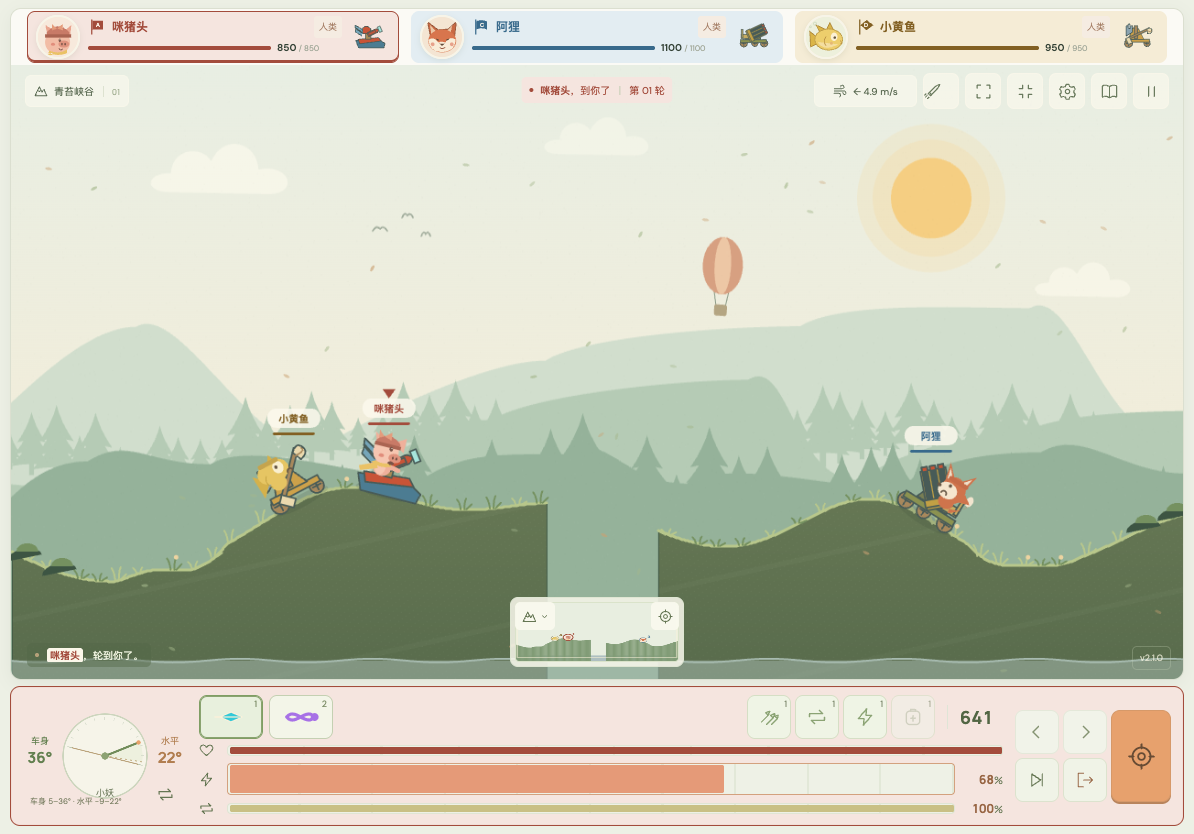 咪猪头
人类
850 / 850
阿狸
人类
1100 / 1100
小黄鱼
人类
950 / 950
青苔峡谷 01
咪猪头，到你了 | 第 01 轮
← 4.9 m/s
小黄鱼
咪猪头
阿狸
咪猪头，轮到你了。
v2.1.0
1
2
1
1
1
1
641
车身
36°
水平
22°
小妖
车身 5–36° · 水平 -9–22°
68%
100%